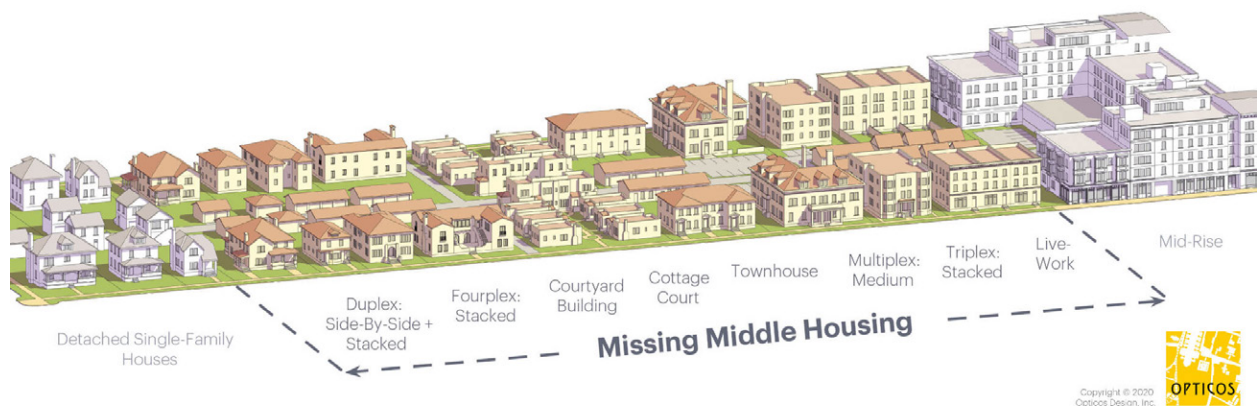 Detached Single-Family
Houses
Duplex:
Side-By-Side +
Stacked
Fourplex:
Stacked
Courtyard
Building
Cottage
Court
Townhouse
Multiplex:
Medium
Triplex:
Stacked
Live-
Work
Mid-Rise
Missing Middle Housing
Copyright © 2020
Opticos Design, Inc.
OPTICOS